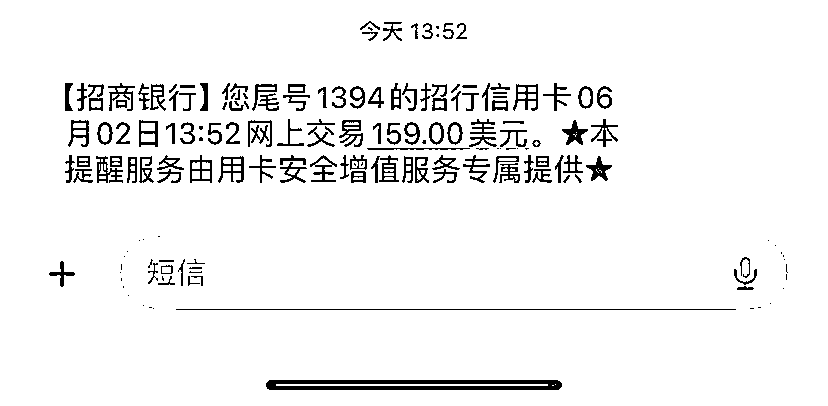 今天 13:52
【招商银行】您尾号1394的招行信用卡06
月02日13:52网上交易159.00美元。★本
提醒服务由用卡安全增值服务专属提供★
短信